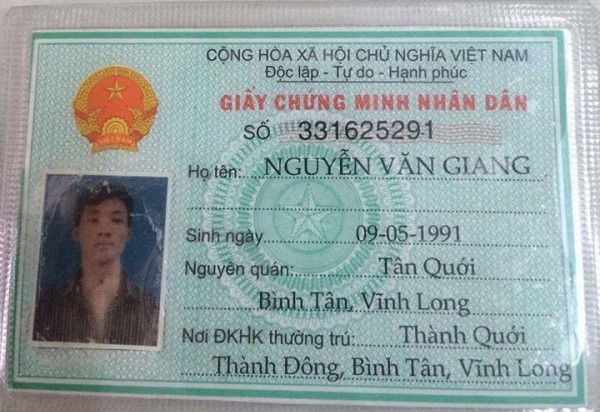 CỘNG HÒA XÃ HỘI CHỦ NGHĨA VIỆT NAM
Độc lập - Tự do - Hạnh phúc
GIẤY CHỨNG MINH NHÂN DÂN
SỐ 331625291
Họ tên: NGUYỄN VĂN GIANG
Sinh ngày 09-05-1991
Nguyên quán: Tân Quới
Bình Tân, Vĩnh Long
Nơi ĐKHK thường trú: Thành Quới
Thành Đông, Bình Tân, Vĩnh Long
VIỆT NAM